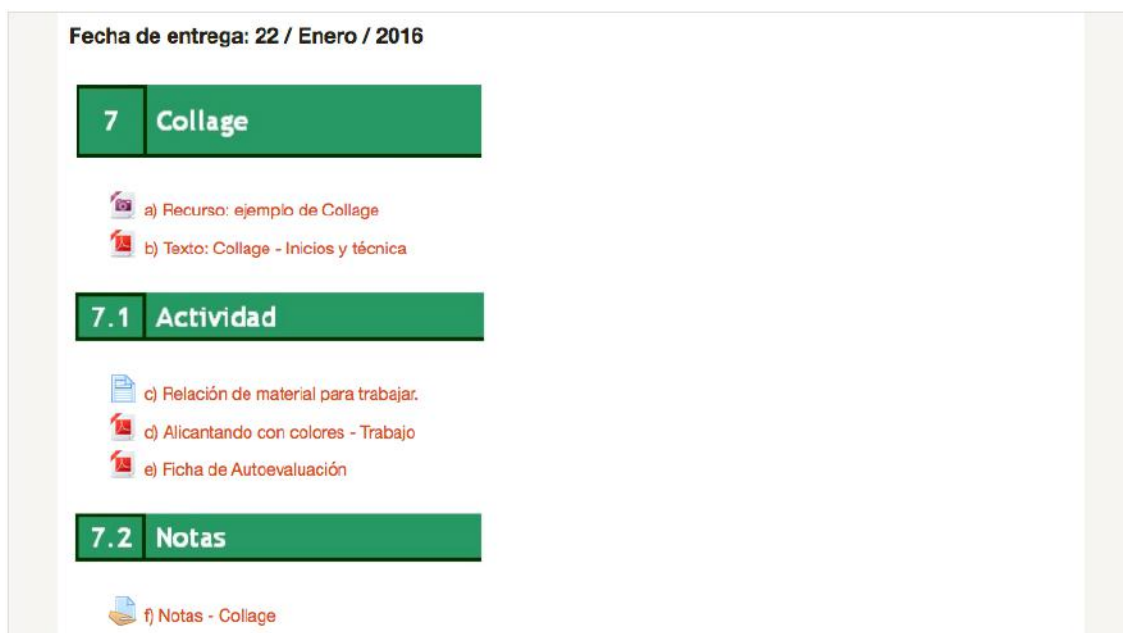 Fecha de entrega: 22 / Enero / 2016
7 Collage
a) Recurso: ejemplo de Collage
b) Texto: Collage - Inicios y técnica
7.1 Actividad
c) Relación de material para trabajar.
d) Alicantando con colores - Trabajo
e) Ficha de Autoevaluación
7.2 Notas
f) Notas - Collage